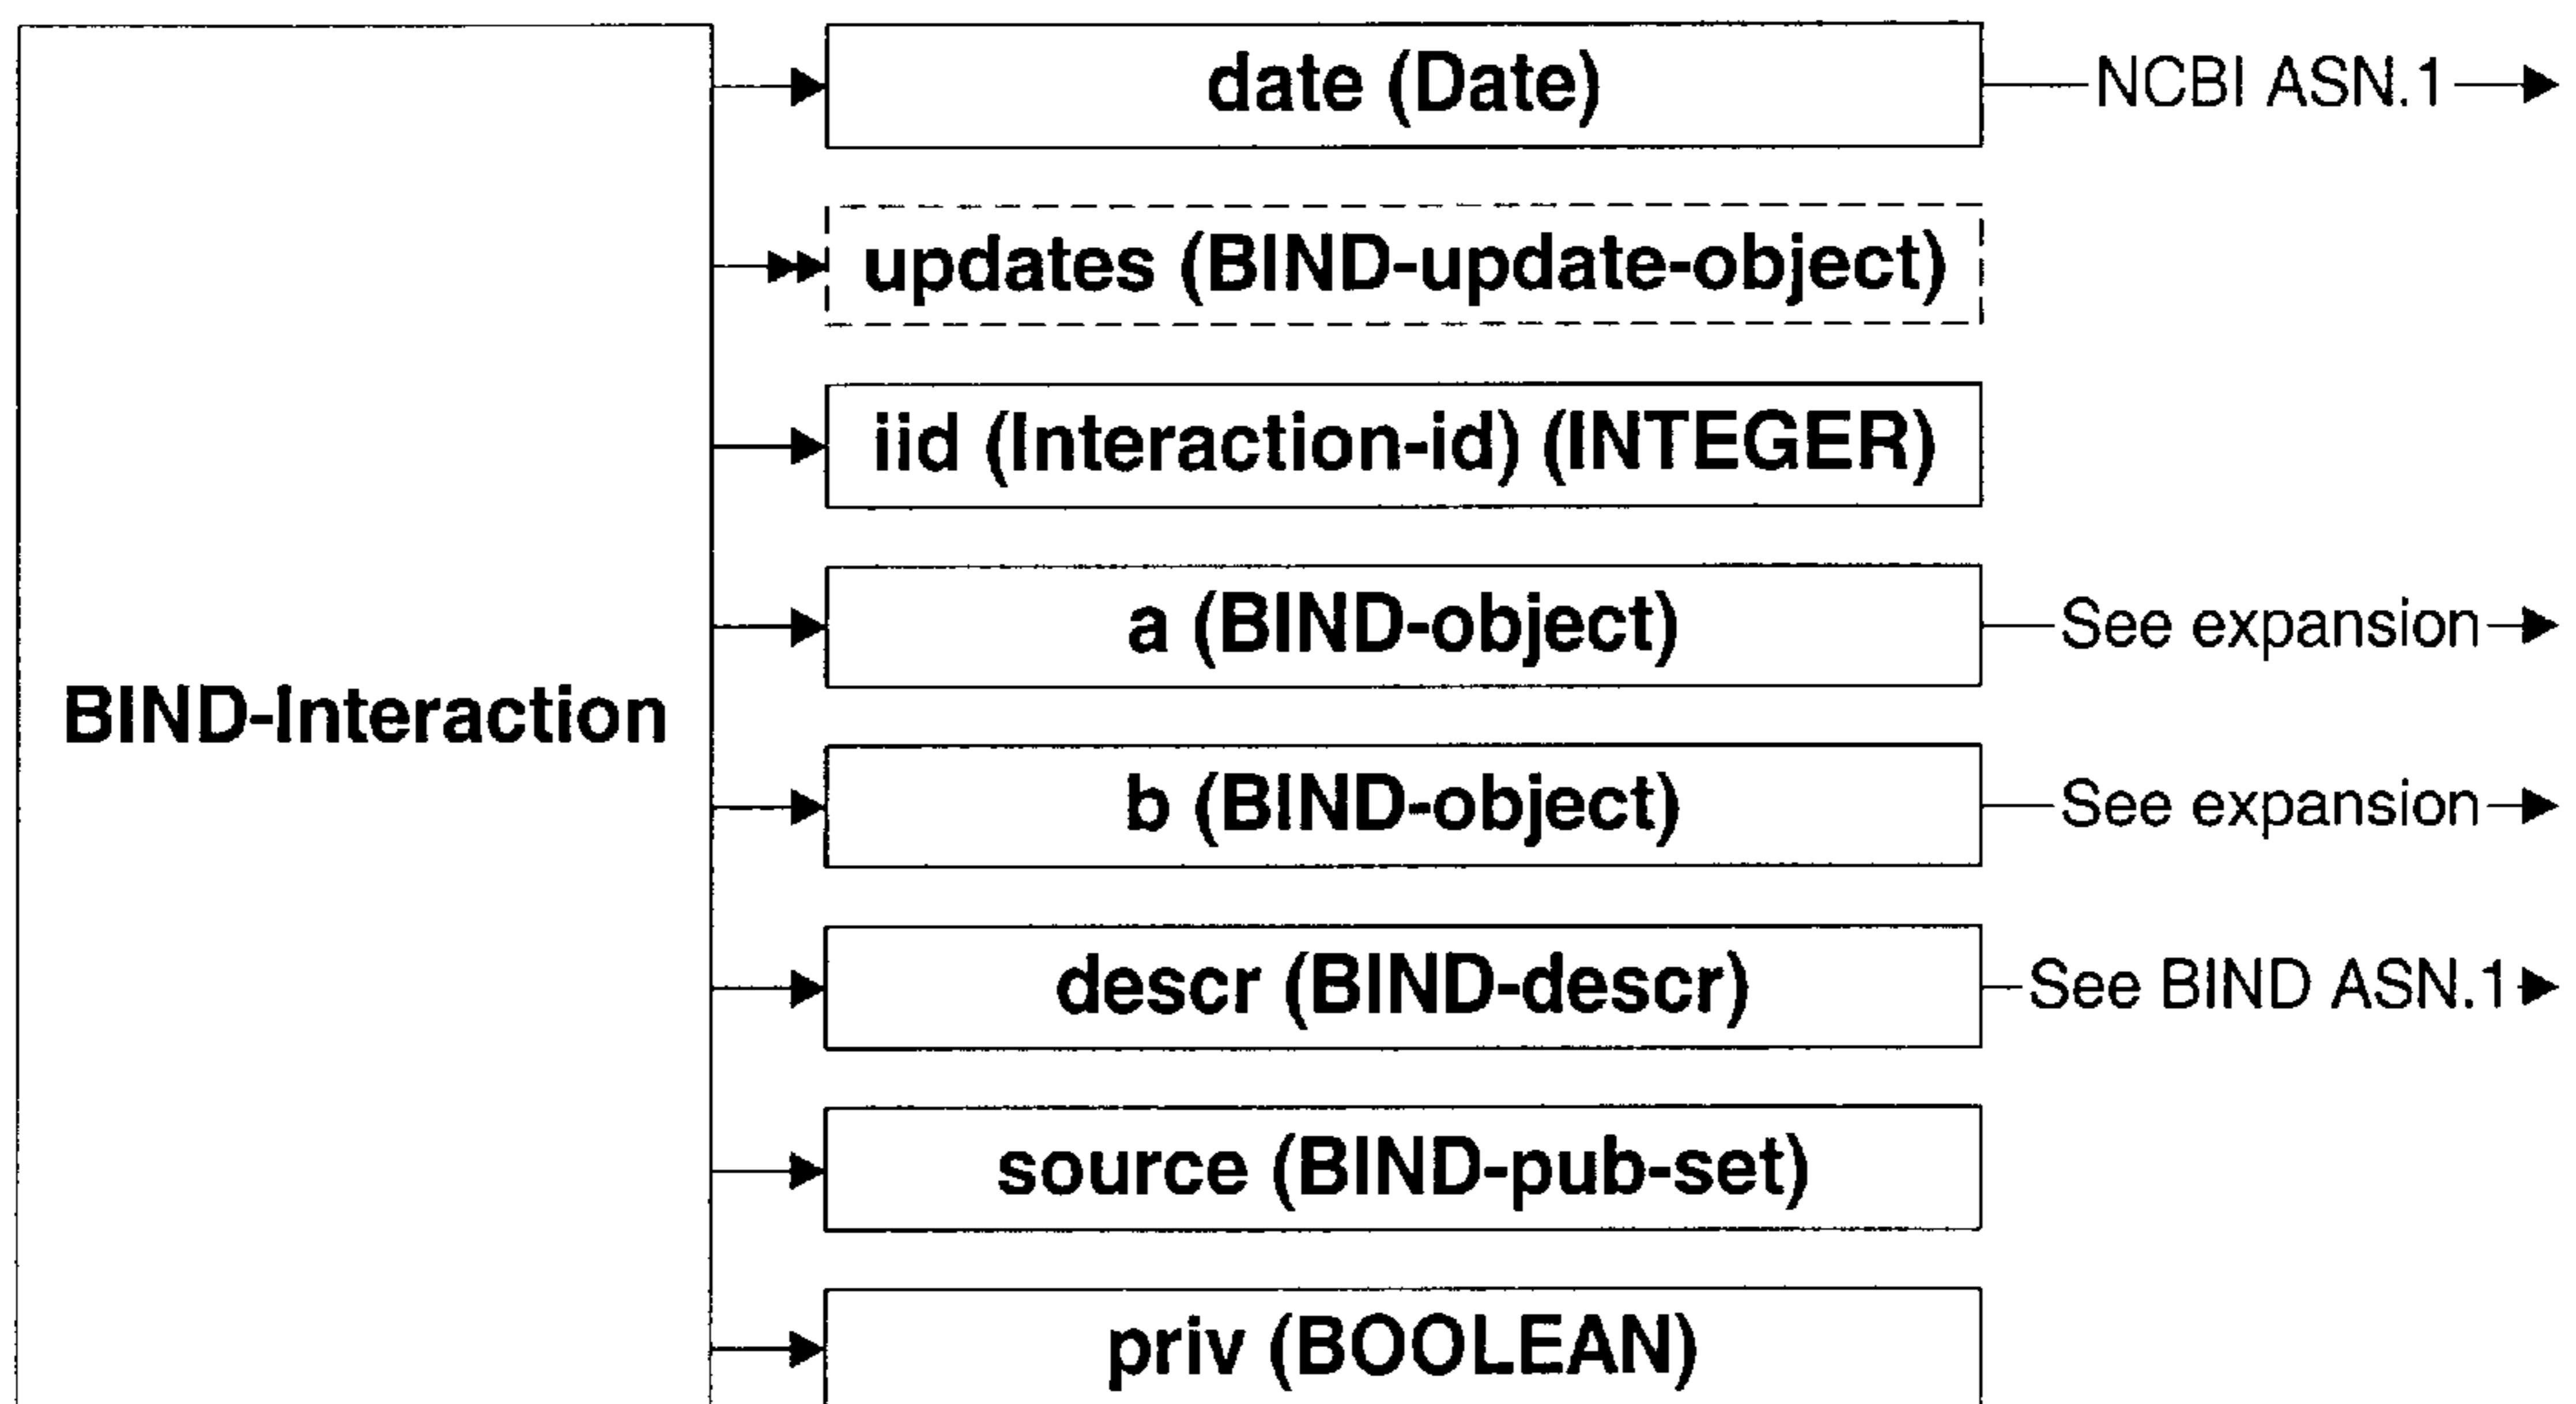 date (Date)
NCBI ASN.1
updates (BIND-update-object)
iid (Interaction-id) (INTEGER)
a (BIND-object)
See expansion
BIND-Interaction
b (BIND-object)
See expansion
descr (BIND-descr)
See BIND ASN.1
source (BIND-pub-set)
priv (BOOLEAN)